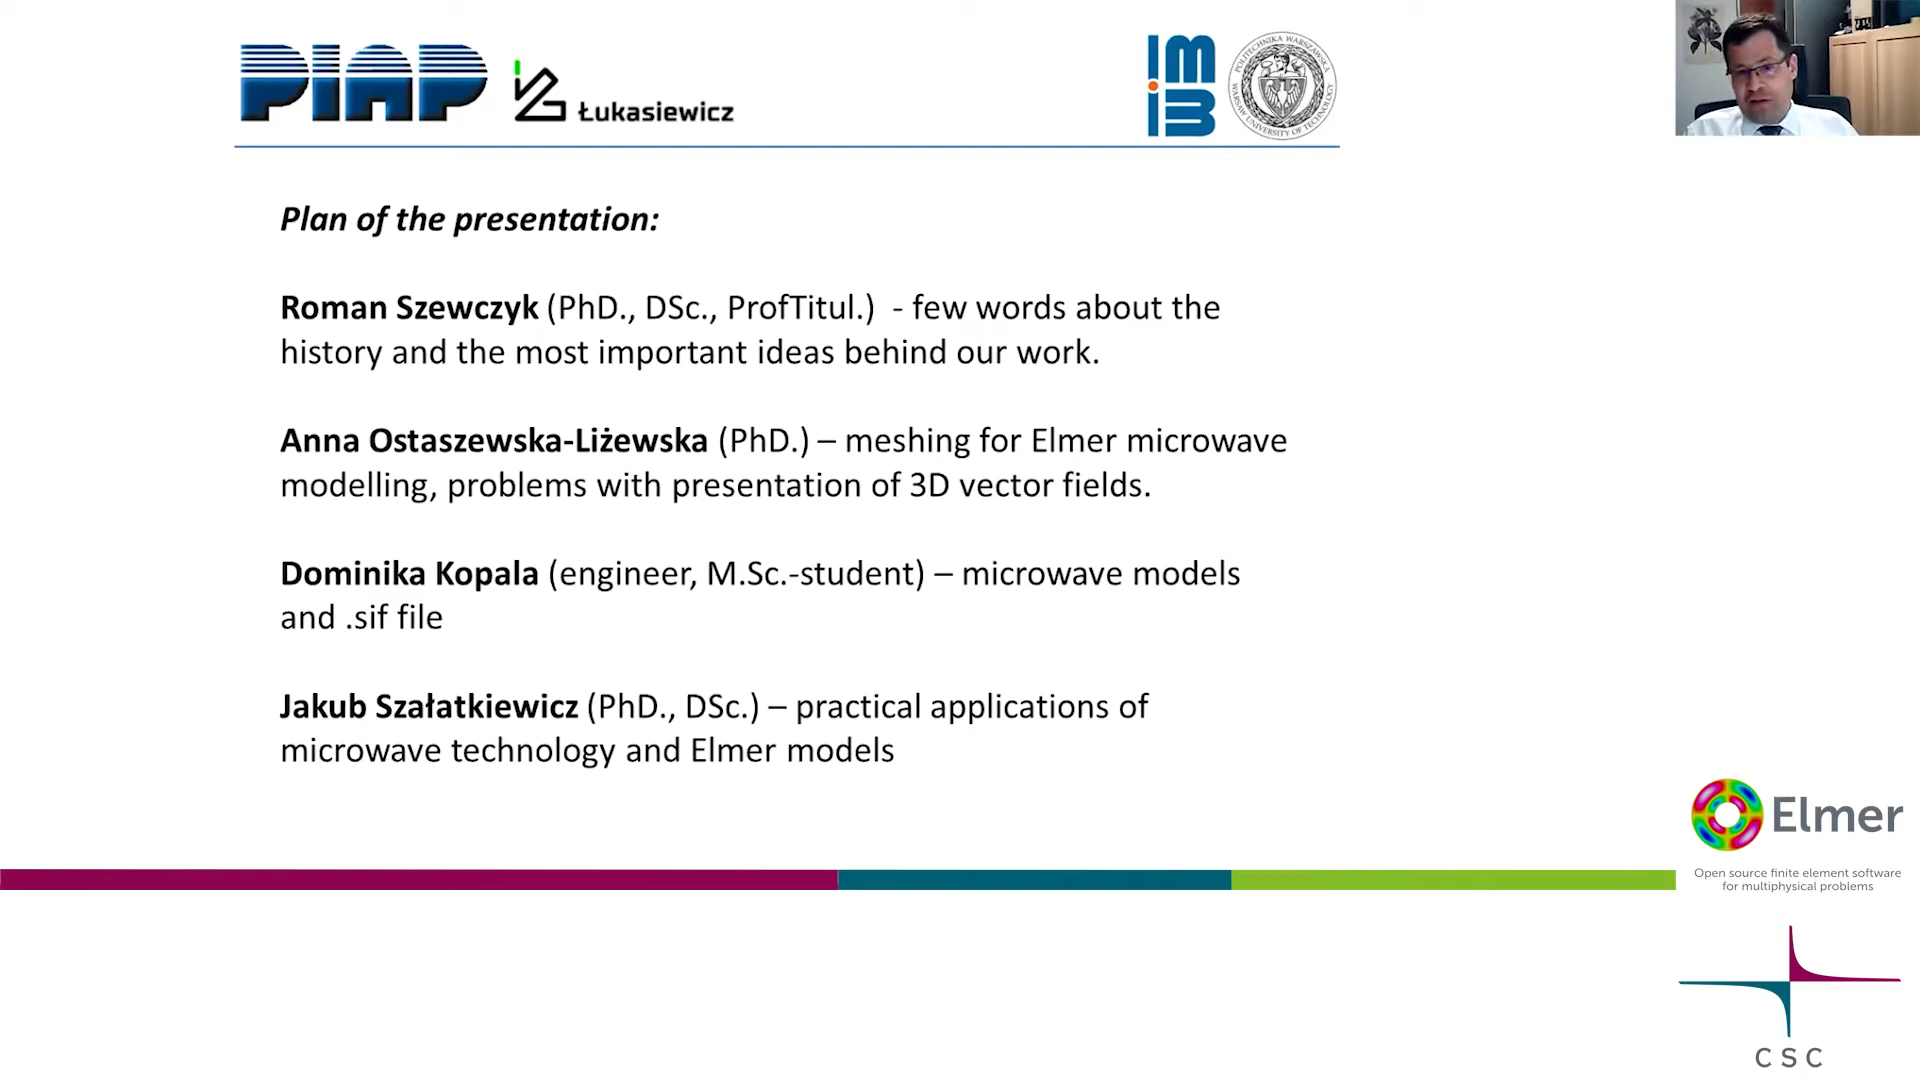 PIAP
Łukasiewicz
IM
POLITECHNIKA WARSZAWSKA
WARSAW UNIVERSITY OF TECHNOLOGY
Plan of the presentation:
Roman Szewczyk (PhD., DSc., ProfTitul.)  - few words about the
history and the most important ideas behind our work.
Anna Ostaszewska-Liżewska (PhD.) – meshing for Elmer microwave
modelling, problems with presentation of 3D vector fields.
Dominika Kopala (engineer, M.Sc.-student) – microwave models
and .sif file
Jakub Szałatkiewicz (PhD., DSc.) – practical applications of
microwave technology and Elmer models
Elmer
Open source finite element software
for multiphysical problems
CSC